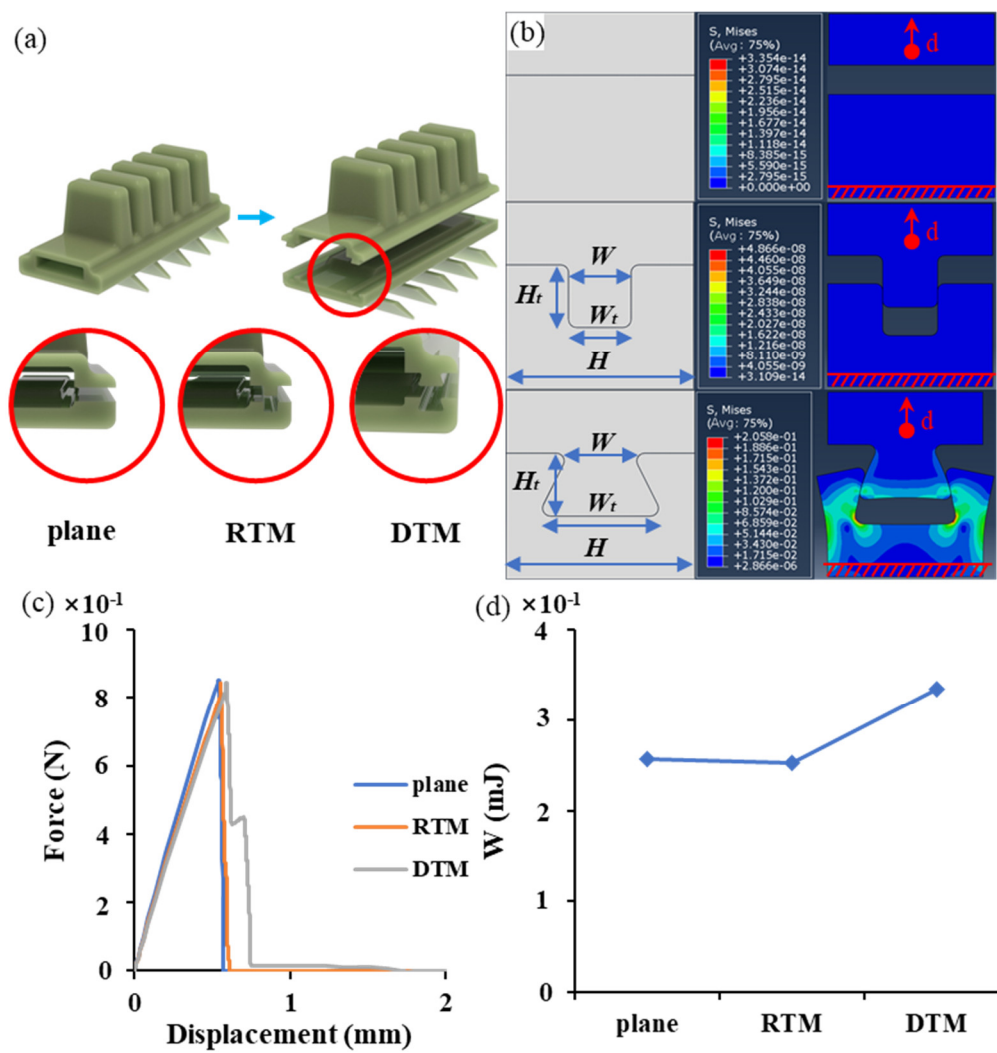 (a)
plane
RTM
DTM
(b)
S, Mises
(Avg: 75%)
+3.354e-14
+3.074e-14
+2.795e-14
+2.515e-14
+2.236e-14
+1.956e-14
+1.677e-14
+1.397e-14
+1.118e-14
+8.385e-15
+5.590e-15
+2.795e-15
+0.000e+00
d
W
Ht
Wt
H
S, Mises
(Avg: 75%)
+4.866e-08
+4.460e-08
+4.055e-08
+3.649e-08
+3.244e-08
+2.838e-08
+2.433e-08
+2.027e-08
+1.622e-08
+1.216e-08
+8.110e-09
+4.055e-09
+3.109e-14
d
W
Ht
Wt
H
S, Mises
(Avg: 75%)
+2.058e-01
+1.886e-01
+1.715e-01
+1.543e-01
+1.372e-01
+1.200e-01
+1.029e-01
+8.574e-02
+6.859e-02
+5.144e-02
+3.430e-02
+1.715e-02
+2.866e-06
d
(c) ×10-1
10
8
6
4
2
0
0
1
2
Force (N)
Displacement (mm)
plane
RTM
DTM
(d) ×10-1
4
3
2
1
0
W (mJ)
plane
RTM
DTM